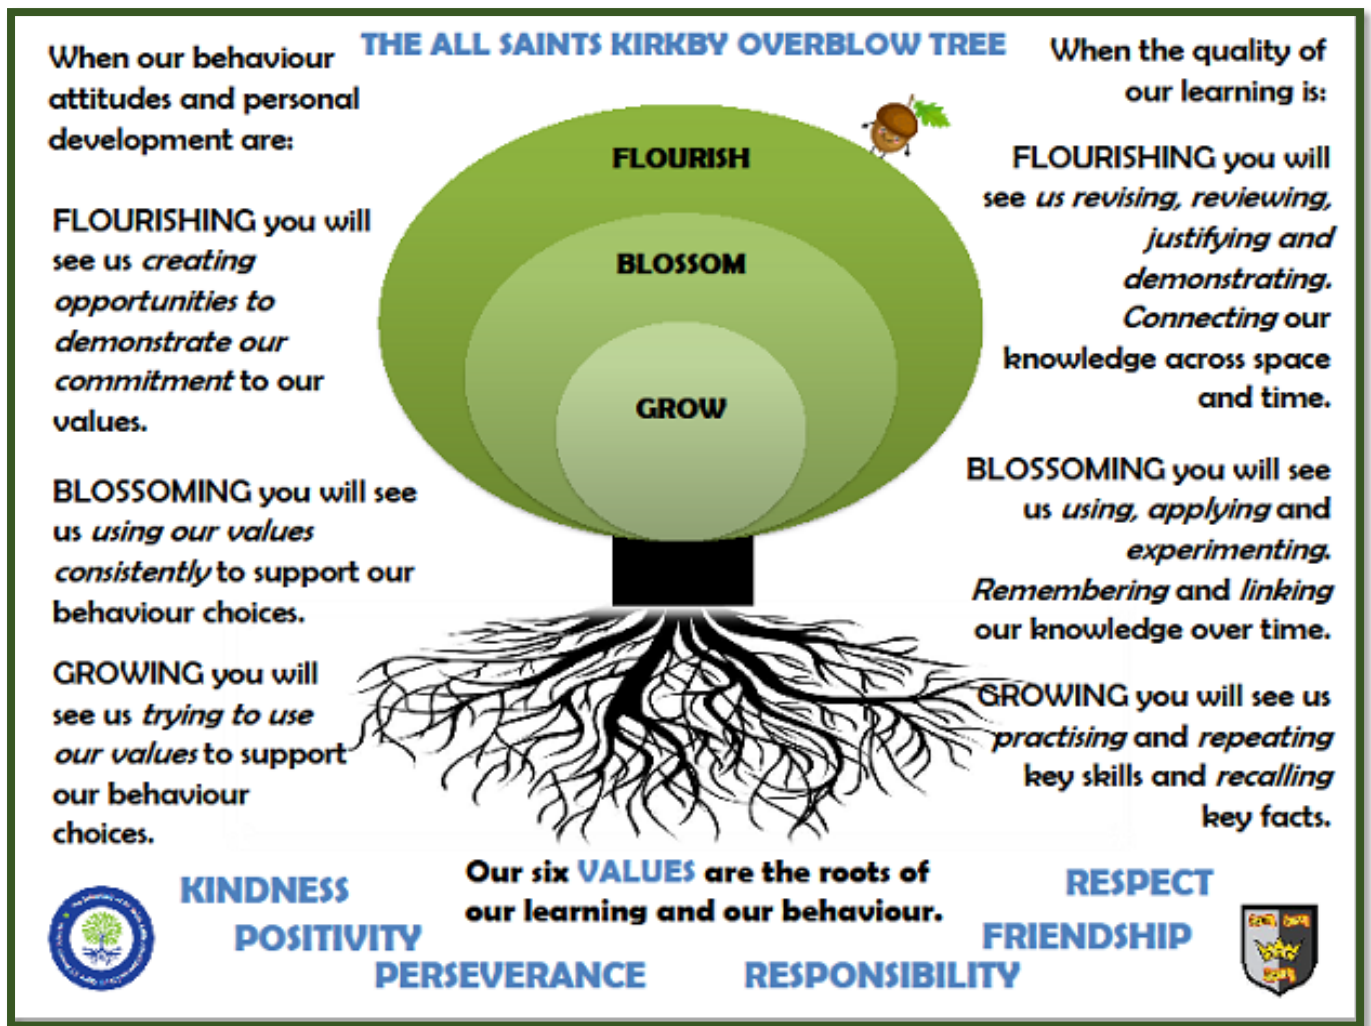 THE ALL SAINTS KIRKBY OVERBLOW TREE
When our behaviour
attitudes and personal
development are:
FLOURISHING you will
see us creating
opportunities to
demonstrate our
commitment to our
values.
BLOSSOMING you will see
us using our values
consistently to support our
behaviour choices.
GROWING you will
see us trying to use
our values to support
our behaviour
choices.
FLOURISH
BLOSSOM
GROW
When the quality of
our learning is:
FLOURISHING you will
see us revising, reviewing,
justifying and
demonstrating.
Connecting our
knowledge across space
and time.
BLOSSOMING you will see
us using, applying and
experimenting.
Remembering and linking
our knowledge over time.
GROWING you will see us
practising and repeating
key skills and recalling
key facts.
Our six VALUES are the roots of
our learning and our behaviour.
KINDNESS
POSITIVITY
PERSEVERANCE
RESPONSIBILITY
FRIENDSHIP
RESPECT